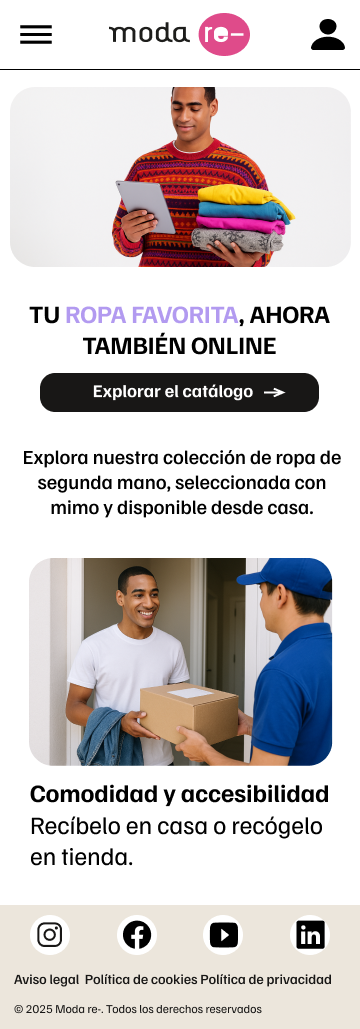 moda re-
TU ROPA FAVORITA, AHORA
TAMBIÉN ONLINE
Explorar el catálogo →
Explora nuestra colección de ropa de
segunda mano, seleccionada con
mimo y disponible desde casa.
Comodidad y accesibilidad
Recíbelo en casa o recógelo
en tienda.
in
Aviso legal Política de cookies Política de privacidad
© 2025 Moda re-. Todos los derechos reservados